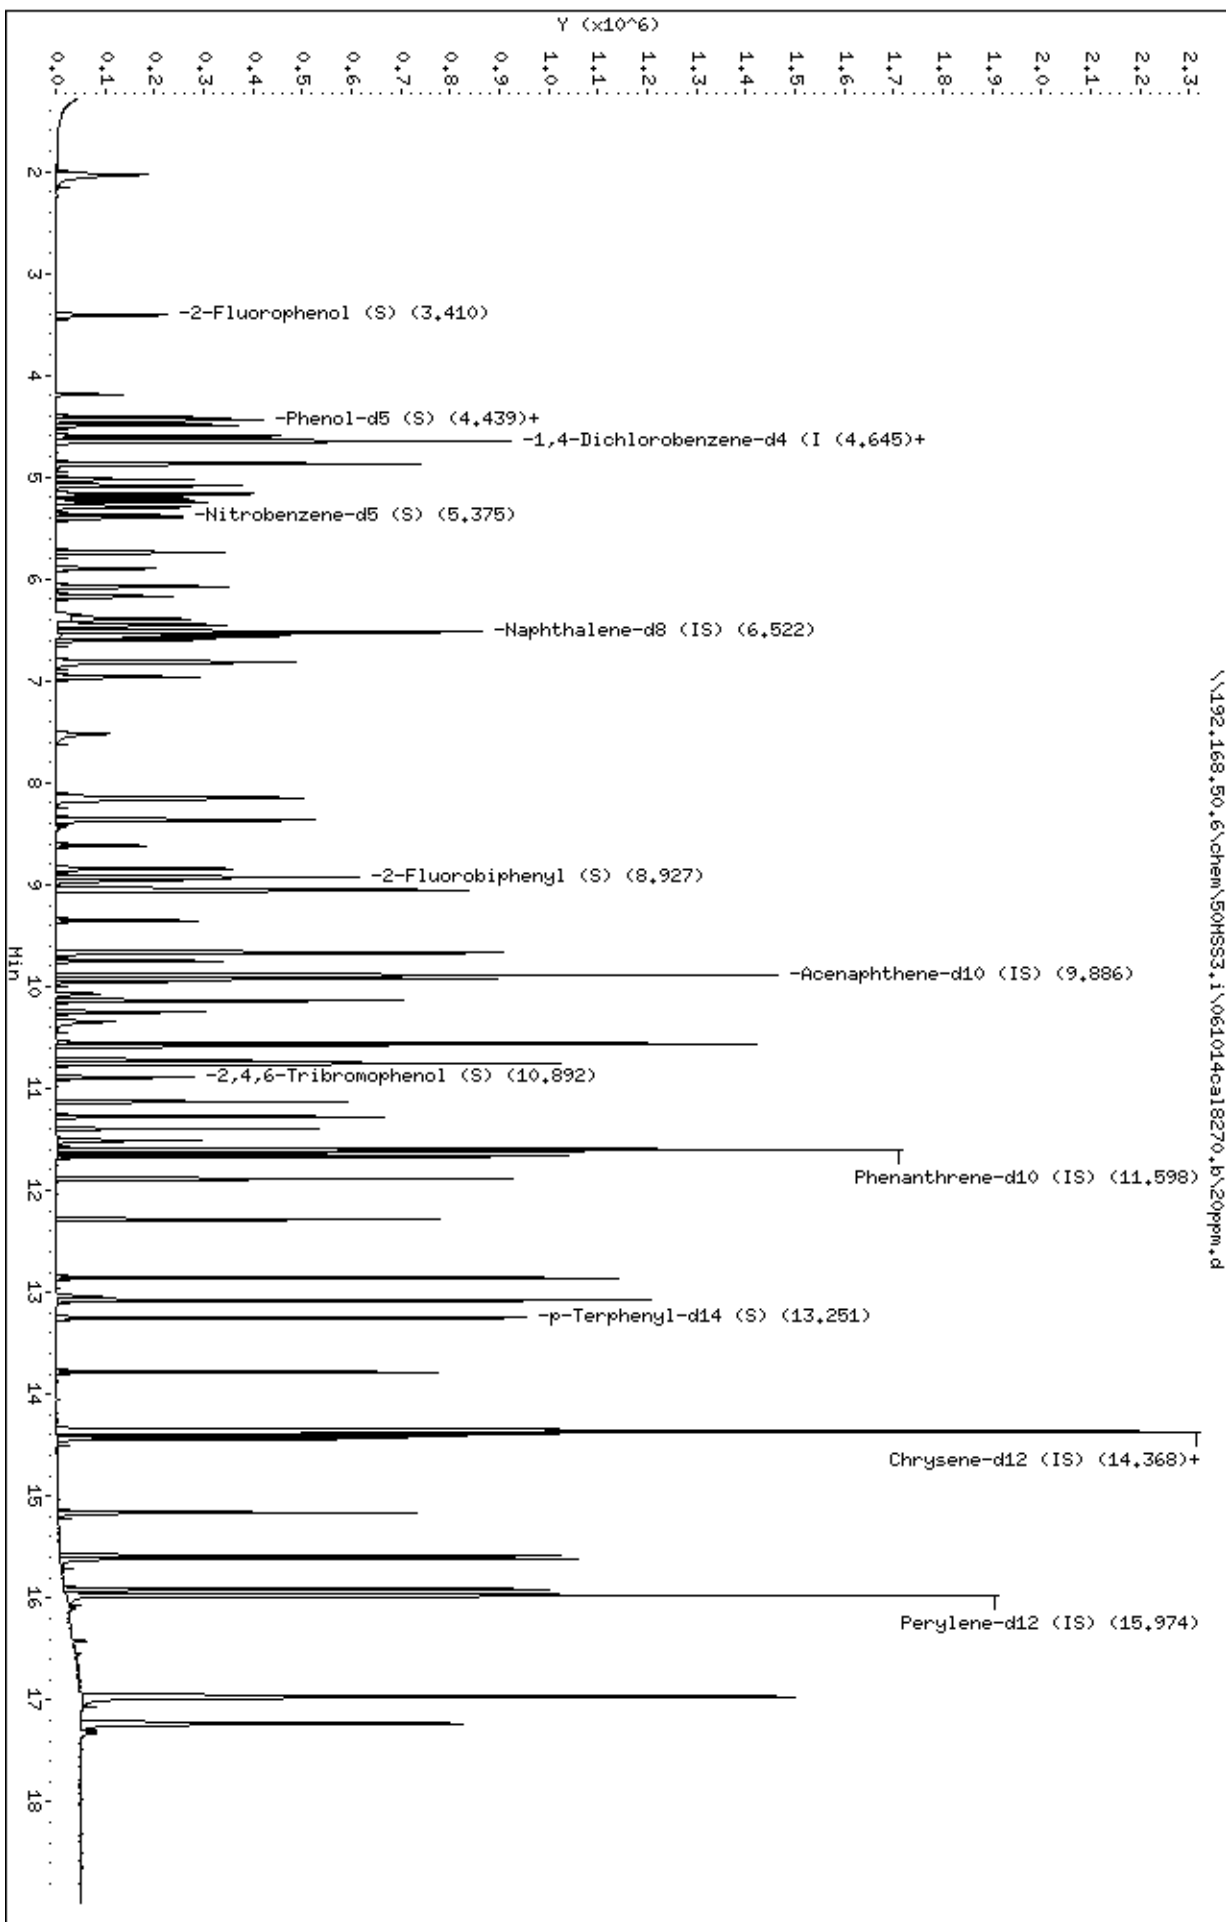 \\192.168.50.6\chem\50MSS3.i\061014cal8270.b\20ppm.d
Y (x10^6)
2.3
2.2
2.1
2.0
1.9
1.8
1.7
1.6
1.5
1.4
1.3
1.2
1.1
1.0
0.9
0.8
0.7
0.6
0.5
0.4
0.3
0.2
0.1
0.0
-2-Fluorophenol (S) (3.410)
-Phenol-d5 (S) (4.439)+
-1,4-Dichlorobenzene-d4 (I (4.645)+
-Nitrobenzene-d5 (S) (5.375)
-Naphthalene-d8 (IS) (6.522)
-2-Fluorobiphenyl (S) (8.927)
-Acenaphthene-d10 (IS) (9.886)
-2,4,6-Tribromophenol (S) (10.892)
Phenanthrene-d10 (IS) (11.598)
-p-Terphenyl-d14 (S) (13.251)
Chrysene-d12 (IS) (14.368)+
Perylene-d12 (IS) (15.974)
2
3
4
5
6
7
8
9
10
11
12
13
14
15
16
17
18
Min